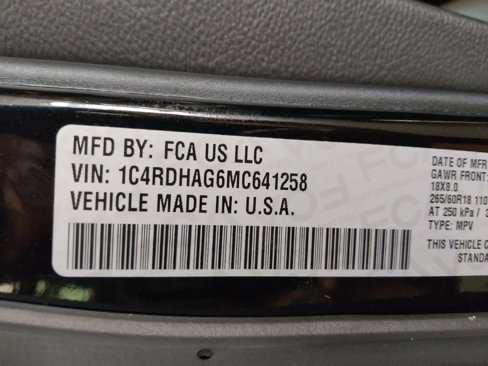 MFD BY: FCA US LLC
VIN: 1C4RDHAG6MC641258
VEHICLE MADE IN: U.S.A.
DATE OF MFR
GAWR FRONT:
18X8.0
265/60R18 110
AT 250 kPa /
TYPE: MPV
THIS VEHICLE C
STANDA